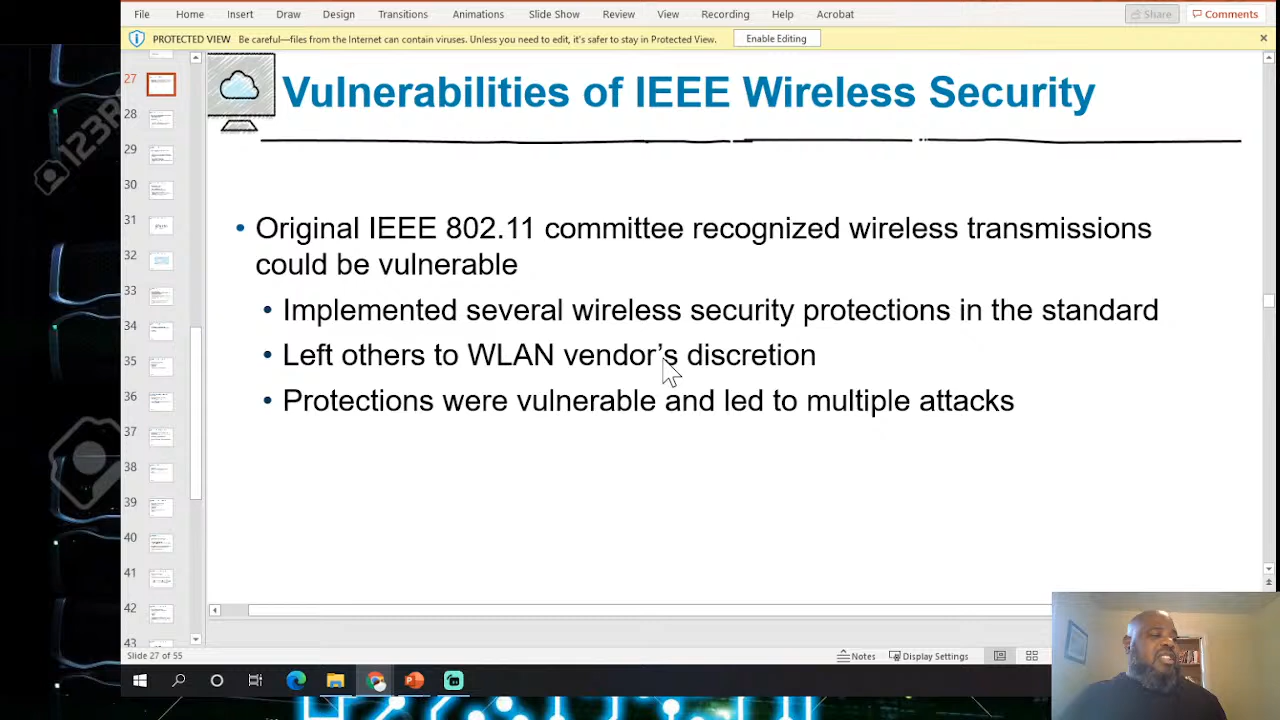 File Home Insert Draw Design Transitions Animations Slide Show Review View Recording Help Acrobat Share Comments
PROTECTED VIEW Be careful—files from the Internet can contain viruses. Unless you need to edit, it's safer to stay in Protected View. Enable Editing
27
28
29
30
31
32
33
34
35
36
37
38
39
40
41
42
43
Vulnerabilities of IEEE Wireless Security
• Original IEEE 802.11 committee recognized wireless transmissions
could be vulnerable
• Implemented several wireless security protections in the standard
• Left others to WLAN vendor's discretion
• Protections were vulnerable and led to multiple attacks
Slide 27 of 55 Notes Display Settings